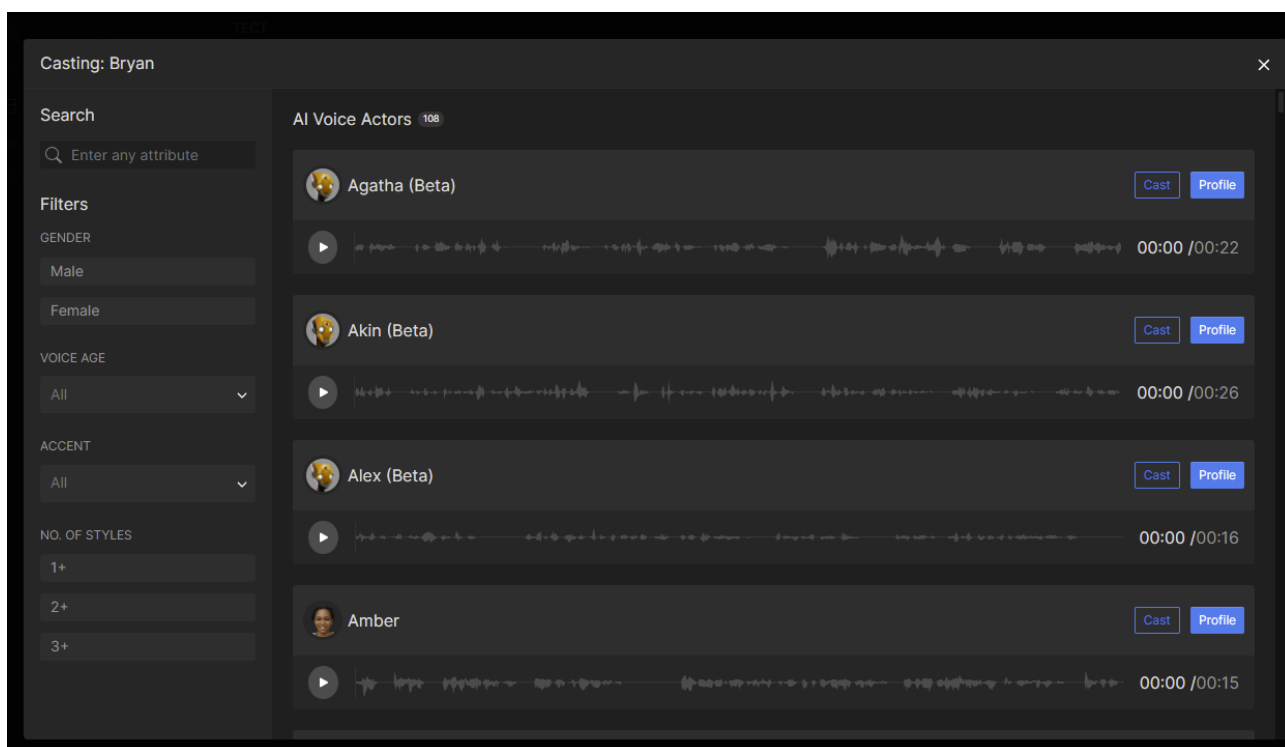 ТЕСТ
Casting: Bryan
Search
Enter any attribute
Filters
GENDER
Male
Female
VOICE AGE
All
ACCENT
All
NO. OF STYLES
1+
2+
3+
AI Voice Actors 108
Agatha (Beta)
Cast Profile
00:00 /00:22
Akin (Beta)
Cast Profile
00:00 /00:26
Alex (Beta)
Cast Profile
00:00 /00:16
Amber
Cast Profile
00:00 /00:15